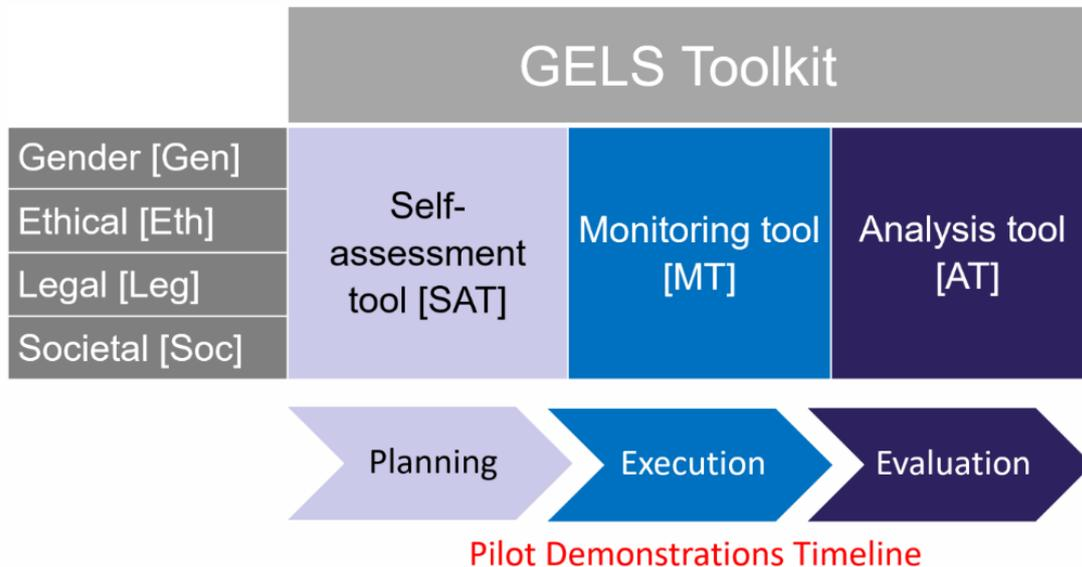 GELS Toolkit
Gender [Gen]
Ethical [Eth]
Legal [Leg]
Societal [Soc]
Self-
assessment
tool [SAT]
Monitoring tool
[MT]
Analysis tool
[AT]
Planning
Execution
Evaluation
Pilot Demonstrations Timeline